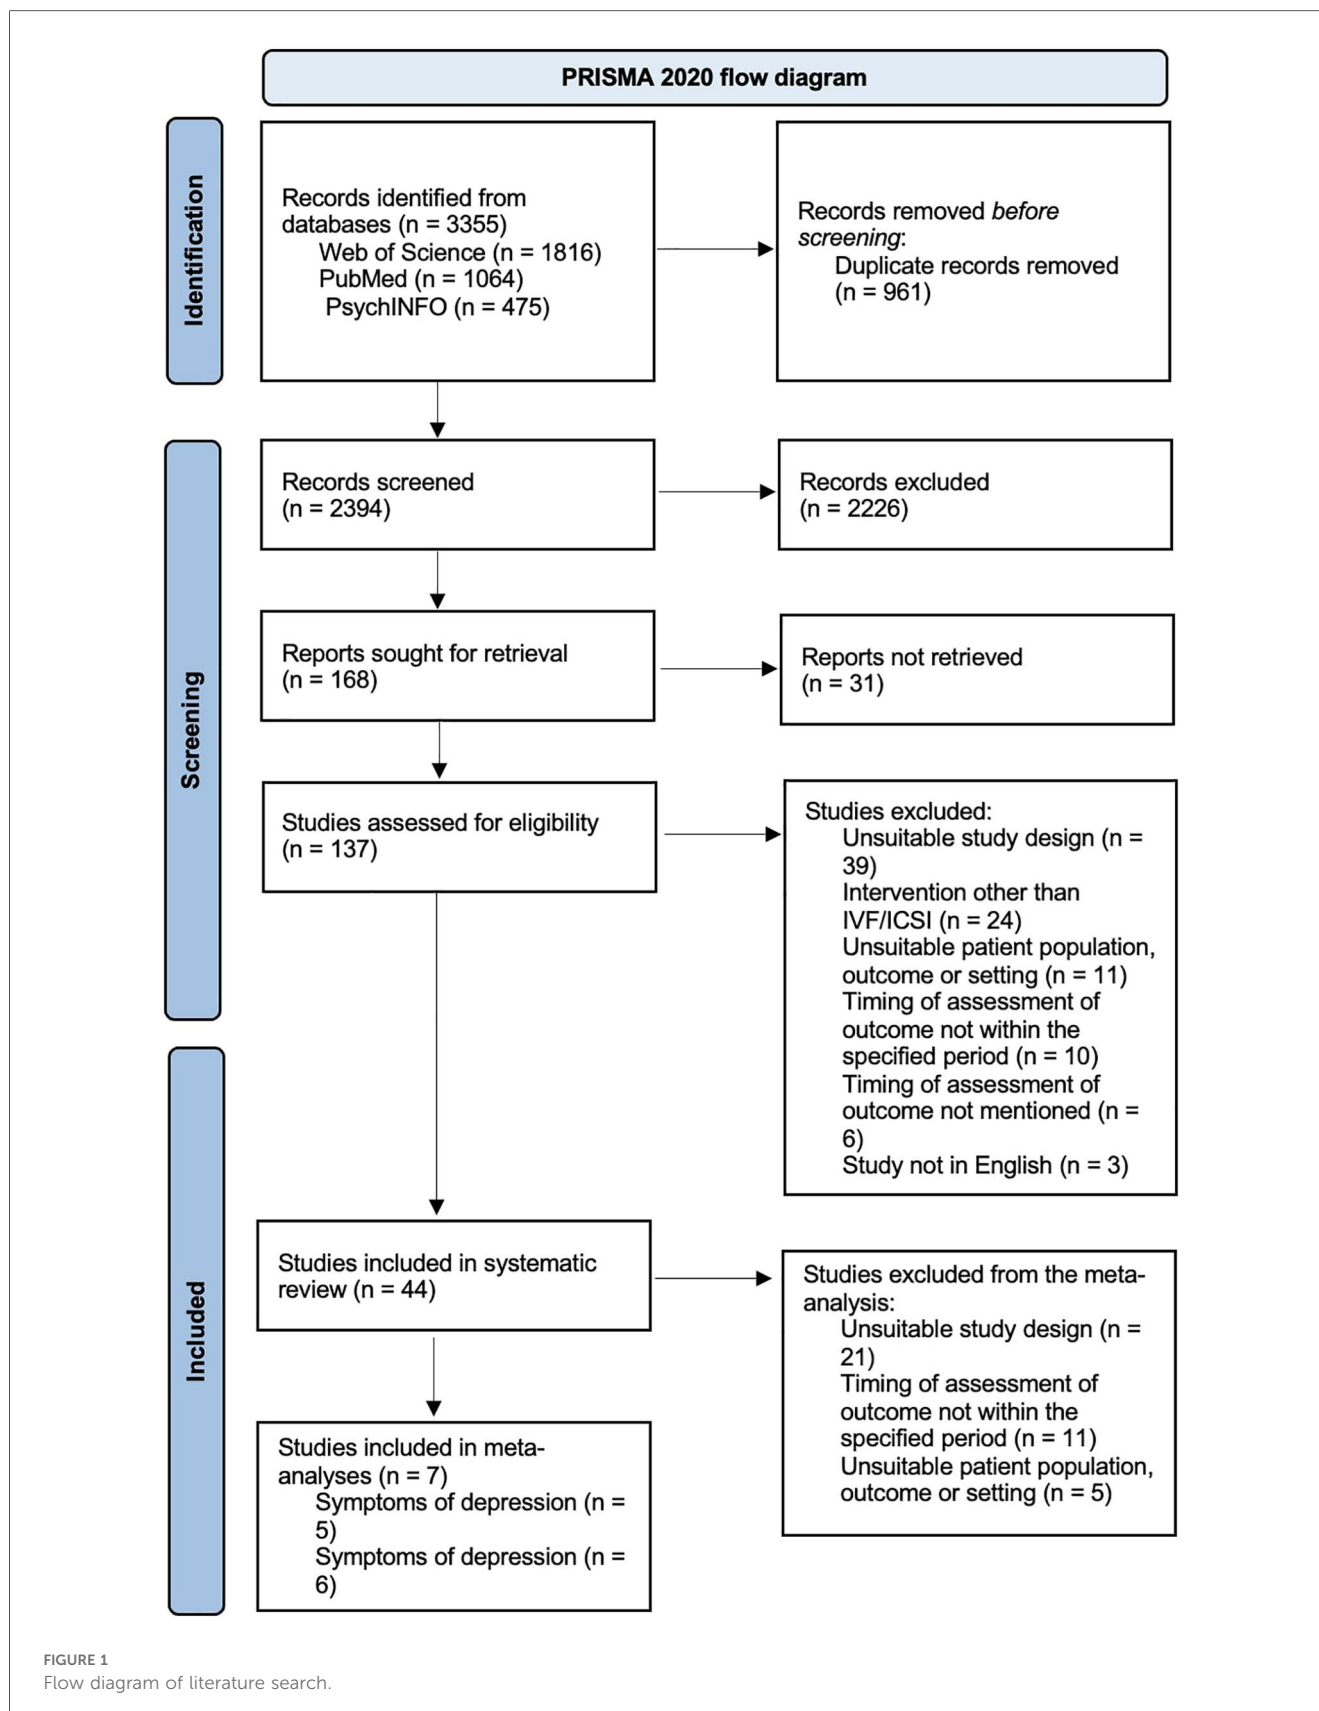 PRISMA 2020 flow diagram
Identification
Records identified from
databases (n = 3355)
Web of Science (n = 1816)
PubMed (n = 1064)
PsychINFO (n = 475)
Records removed before
screening:
Duplicate records removed
(n = 961)
Screening
Records screened
(n = 2394)
Records excluded
(n = 2226)
Reports sought for retrieval
(n = 168)
Reports not retrieved
(n = 31)
Studies assessed for eligibility
(n = 137)
Studies excluded:
Unsuitable study design (n =
39)
Intervention other than
IVF/ICSI (n = 24)
Unsuitable patient population,
outcome or setting (n = 11)
Timing of assessment of
outcome not within the
specified period (n = 10)
Timing of assessment of
outcome not mentioned (n =
6)
Study not in English (n = 3)
Included
Studies included in systematic
review (n = 44)
Studies excluded from the meta-
analysis:
Unsuitable study design (n =
21)
Timing of assessment of
outcome not within the
specified period (n = 11)
Unsuitable patient population,
outcome or setting (n = 5)
Studies included in meta-
analyses (n = 7)
Symptoms of depression (n =
5)
Symptoms of depression (n =
6)
FIGURE 1
Flow diagram of literature search.